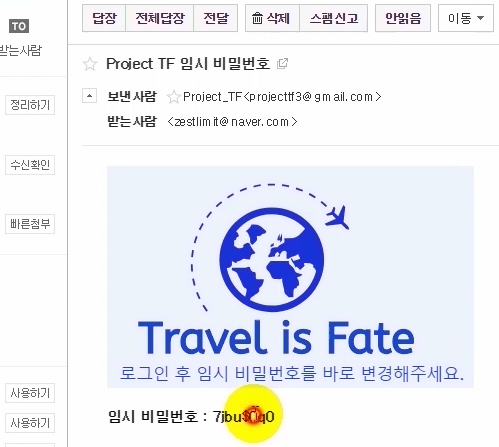 답장 전체답장 전달 삭제 스팸신고 안읽음 이동
TO
받는사람
정리하기
수신확인
빠른첨부
사용하기
사용하기
Project TF 임시 비밀번호
보낸사람 Project_TF<projecttf3@gmail.com>
받는사람 <zestlimit@naver.com>
Travel is Fate
로그인 후 임시 비밀번호를 바로 변경해주세요.
임시 비밀번호 :